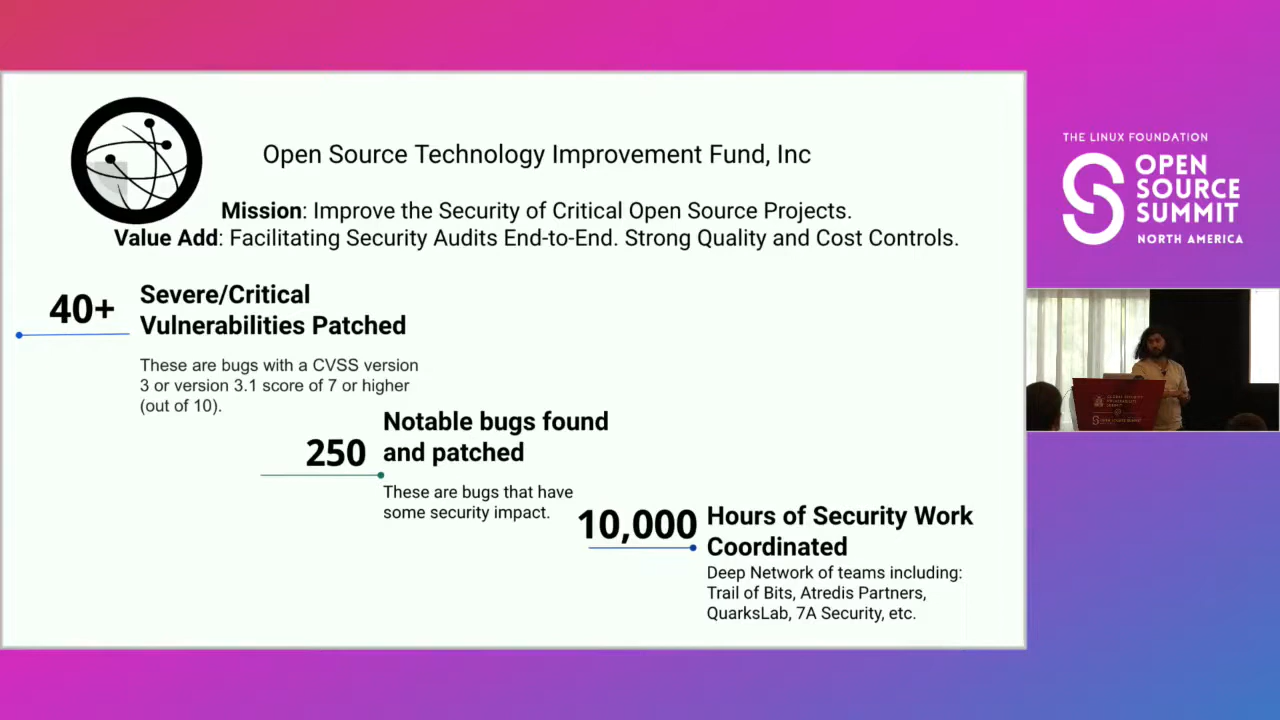 Open Source Technology Improvement Fund, Inc
Mission: Improve the Security of Critical Open Source Projects.
Value Add: Facilitating Security Audits End-to-End. Strong Quality and Cost Controls.
40+
Severe/Critical
Vulnerabilities Patched
These are bugs with a CVSS version
3 or version 3.1 score of 7 or higher
(out of 10).
250
Notable bugs found
and patched
These are bugs that have
some security impact.
10,000
Hours of Security Work
Coordinated
Deep Network of teams including:
Trail of Bits, Atredis Partners,
QuarksLab, 7A Security, etc.
THE LINUX FOUNDATION
OPEN
SOURCE
SUMMIT
NORTH AMERICA